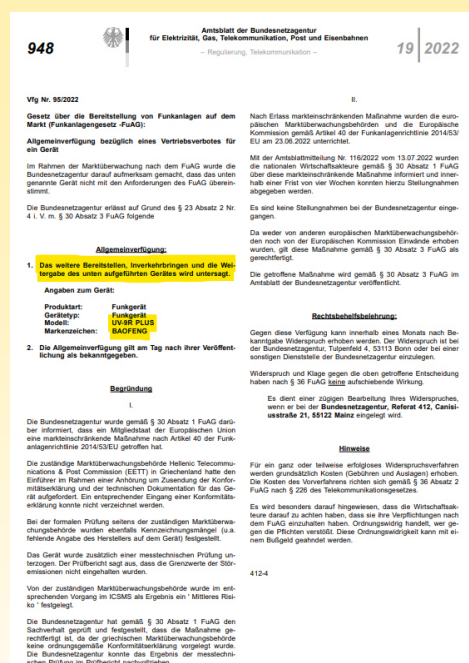 948
Amtsblatt der Bundesnetzagentur
für Elektrizität, Gas, Telekommunikation, Post und Eisenbahnen
– Regulierung, Telekommunikation –
19 2022
Vfg Nr. 95/2022
Gesetz über die Bereitstellung von Funkanlagen auf dem
Markt (Funkanlagengesetz -FuAG):
Allgemeinverfügung bezüglich eines Vertriebsverbotes für
ein Gerät
Im Rahmen der Marktüberwachung nach dem FuAG wurde die
Bundesnetzagentur darauf aufmerksam gemacht, dass das unten
genannte Gerät nicht mit den Anforderungen des FuAG überein-
stimmt.
Die Bundesnetzagentur erlässt auf Grund des § 23 Absatz 2 Nr.
4 i. V. m. § 30 Absatz 3 FuAG folgende
Allgemeinverfügung:
1. Das weitere Bereitstellen, Inverkehrbringen und die Wei-
tergabe des unten aufgeführten Gerätes wird untersagt.
Angaben zum Gerät:
Produktart: Funkgerät
Gerätetyp: Funkgerät
Modell: UV-9R PLUS
Markenzeichen: BAOFENG
2. Die Allgemeinverfügung gilt am Tag nach ihrer Veröffent-
lichung als bekanntgegeben.
Begründung
I.
Die Bundesnetzagentur wurde gemäß § 30 Absatz 1 FuAG darü-
ber informiert, dass ein Mitgliedstaat der Europäischen Union
eine markteinschränkende Maßnahme nach Artikel 40 der Funk-
anlagenrichtlinie 2014/53/EU getroffen hat.
Die zuständige Marktüberwachungsbehörde Hellenic Telecommu-
nications & Post Commission (EETT) in Griechenland hatte den
Einführer im Rahmen einer Anhörung um Zusendung der Konfor-
mitätserklärung und der technischen Dokumentation für das Ge-
rät aufgefordert. Ein entsprechender Eingang einer Konformitäts-
erklärung konnte nicht verzeichnet werden.
Bei der formalen Prüfung seitens der zuständigen Marktüberwa-
chungsbehörde wurden ebenfalls Kennzeichnungsmängel (u.a.
fehlende Angabe des Herstellers auf dem Gerät) festgestellt.
Das Gerät wurde zusätzlich einer messtechnischen Prüfung un-
terzogen. Der Prüfbericht sagt aus, dass die Grenzwerte der Stör-
emissionen nicht eingehalten wurden.
Von der zuständigen Marktüberwachungsbehörde wurde im ent-
sprechenden Vorgang im ICSMS als Ergebnis ein ' Mittleres Risi-
ko ' festgelegt.
Die Bundesnetzagentur hat gemäß § 30 Absatz 1 FuAG den
Sachverhalt geprüft und festgestellt, dass die Maßnahme ge-
rechtfertigt ist, da der griechischen Marktüberwachungsbehörde
keine ordnungsgemäße Konformitätserklärung vorgelegt wurde.
Die Bundesnetzagentur konnte das Ergebnis der messtechni-
schen Prüfung im Prüfbericht nachvollziehen.
II.
Nach Erlass markteinschränkenden Maßnahme wurden die euro-
päischen Marktüberwachungsbehörden und die Europäische
Kommission gemäß Artikel 40 der Funkanlagenrichtlinie 2014/53/
EU am 23.06.2022 unterrichtet.
Mit der Amtsblattmitteilung Nr. 116/2022 vom 13.07.2022 wurden
die nationalen Wirtschaftsakteure gemäß § 30 Absatz 1 FuAG
über diese markteinschränkende Maßnahme informiert und inner-
halb einer Frist von vier Wochen konnten hierzu Stellungnahmen
abgegeben werden.
Es sind keine Stellungnahmen bei der Bundesnetzagentur einge-
gangen.
Da weder von anderen europäischen Marktüberwachungsbehör-
den noch von der Europäischen Kommission Einwände erhoben
wurden, gilt diese Maßnahme gemäß § 30 Absatz 3 FuAG als
gerechtfertigt.
Die getroffene Maßnahme wird gemäß § 30 Absatz 3 FuAG im
Amtsblatt der Bundesnetzagentur veröffentlicht.
Rechtsbehelfsbelehrung:
Gegen diese Verfügung kann innerhalb eines Monats nach Be-
kanntgabe Widerspruch erhoben werden. Der Widerspruch ist bei
der Bundesnetzagentur, Tulpenfeld 4, 53113 Bonn oder bei einer
sonstigen Dienststelle der Bundesnetzagentur einzulegen.
Widerspruch und Klage gegen die oben getroffene Entscheidung
haben nach § 36 FuAG keine aufschiebende Wirkung.
Es dient einer zügigen Bearbeitung Ihres Widerspruches,
wenn er bei der Bundesnetzagentur, Referat 412, Canisi-
usstraße 21, 55122 Mainz eingelegt wird.
Hinweise
Für ein ganz oder teilweise erfolgloses Widerspruchsverfahren
werden grundsätzlich Kosten (Gebühren und Auslagen) erhoben.
Die Kosten des Vorverfahrens richten sich gemäß § 36 Absatz 2
FuAG nach § 226 des Telekommunikationsgesetzes.
Es wird besonders darauf hingewiesen, dass die Wirtschaftsak-
teure darauf zu achten haben, dass sie ihre Verpflichtungen nach
dem FuAG einzuhalten haben. Ordnungswidrig handelt, wer ge-
gen die Pflichten verstößt. Diese Ordnungswidrigkeit kann mit ei-
nem Bußgeld geahndet werden.
412-4